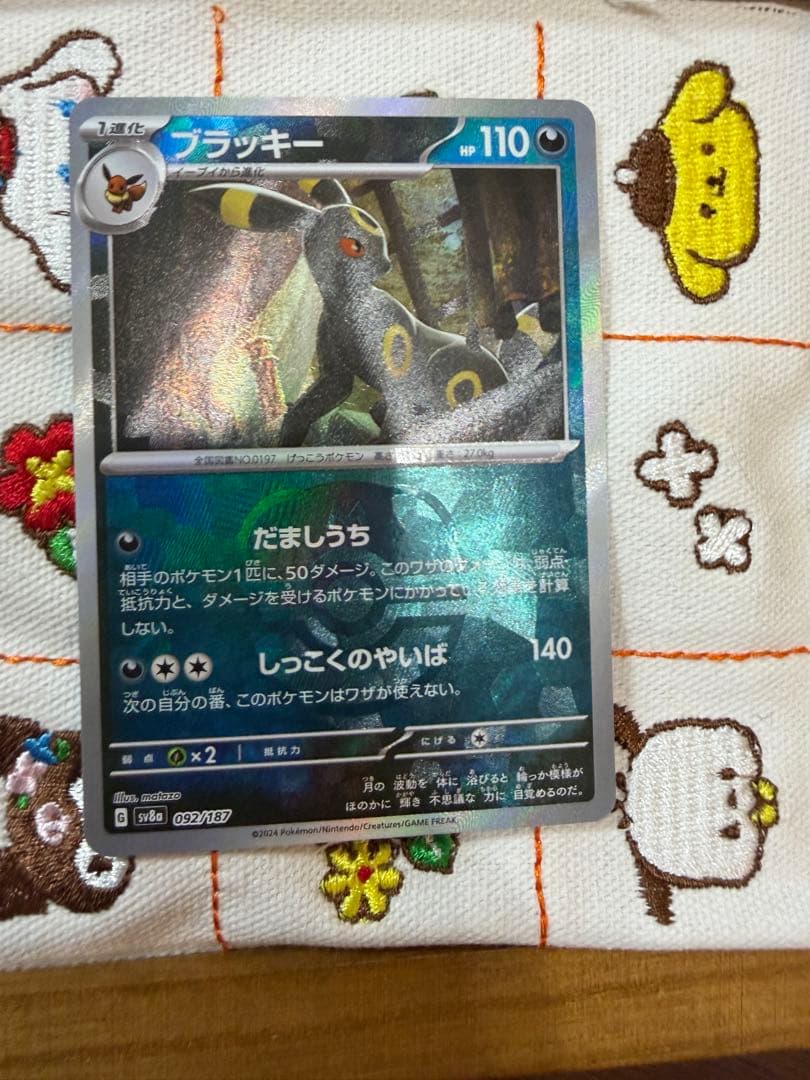 1進化 ブラッキー HP 110
イーブイから進化
全国図鑑NO.0197 げっこうポケモン 高さ 重さ 27.0kg
だましうち
相手のポケモン1匹に、50ダメージ。このワザの 弱点・
抵抗力と、ダメージを受けるポケモンにかかって 計算
しない。
しっこくのやいば 140
次の自分の番、このポケモンはワザが使えない。
弱点 ×2 抵抗力 にげる
月の 波動を 体に 浴びると 輪っか模様が
ほのかに 輝き 不思議な 力に 目覚めるのだ。
Illus. matazo
G sv8a 092/187
©2024 Pokémon/Nintendo/Creatures/GAME FREAK.